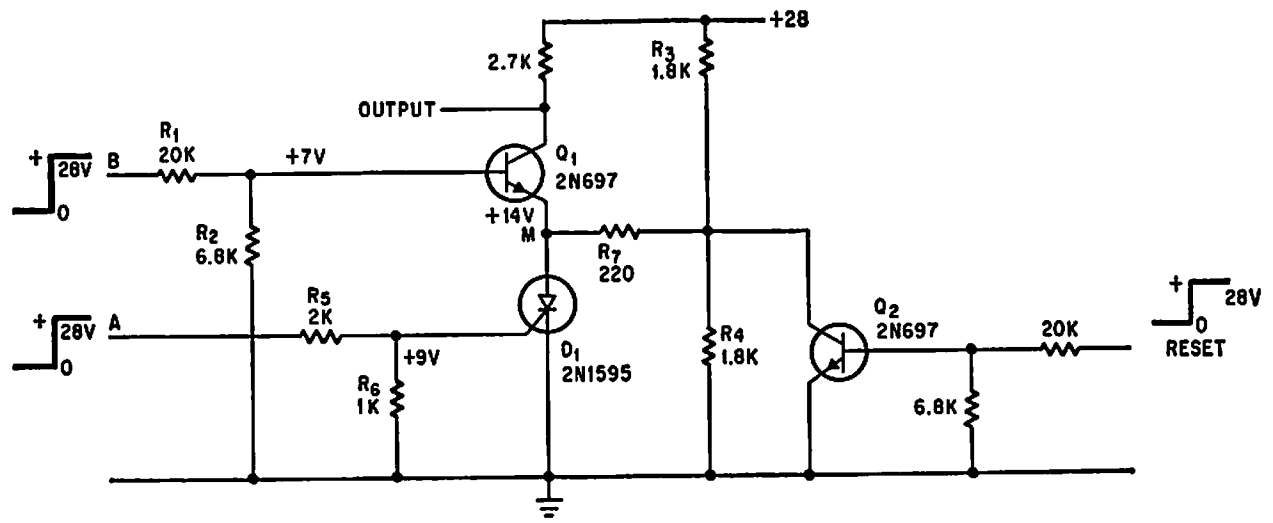 +28
R3
1.8K
2.7K
OUTPUT
R1
20K
+
28V
B
0
+7V
Q1
2N697
+14V
M
R2
6.8K
R7
220
R5
2K
+
28V
A
0
+9V
R6
1K
D1
2N1595
R4
1.8K
Q2
2N697
20K
+
28V
0
RESET
6.8K